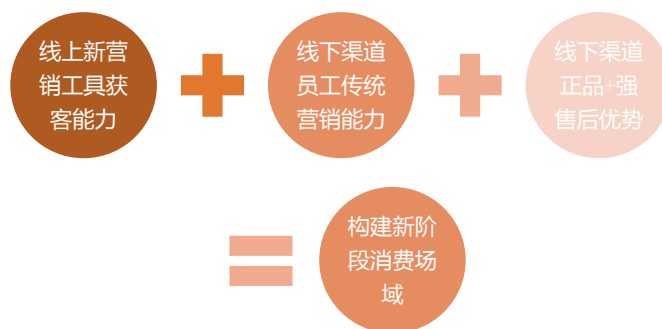 线上新营
销工具获
客能力
线下渠道
员工传统
营销能力
线下渠道
正品+强
售后优势
构建新阶
段消费场
域